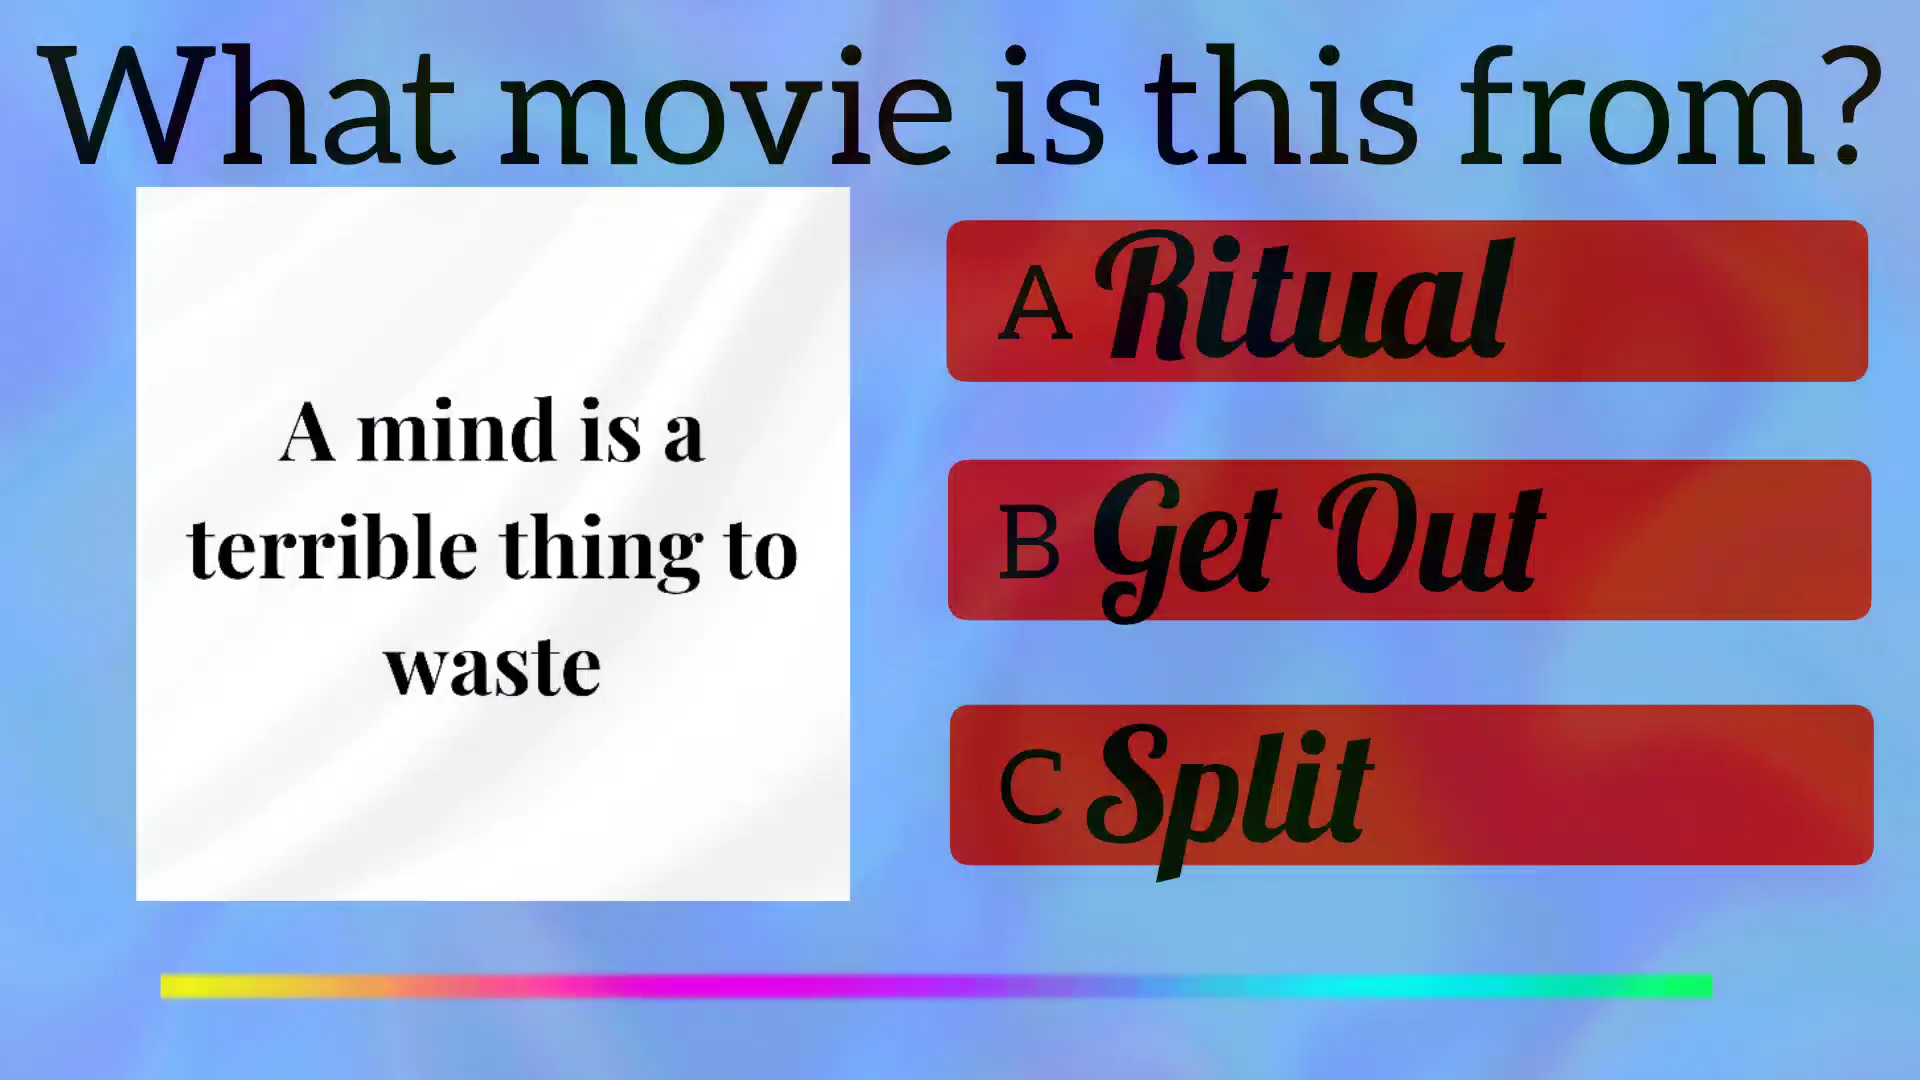 What movie is this from?
A mind is a
terrible thing to
waste
A Ritual
B Get Out
C Split